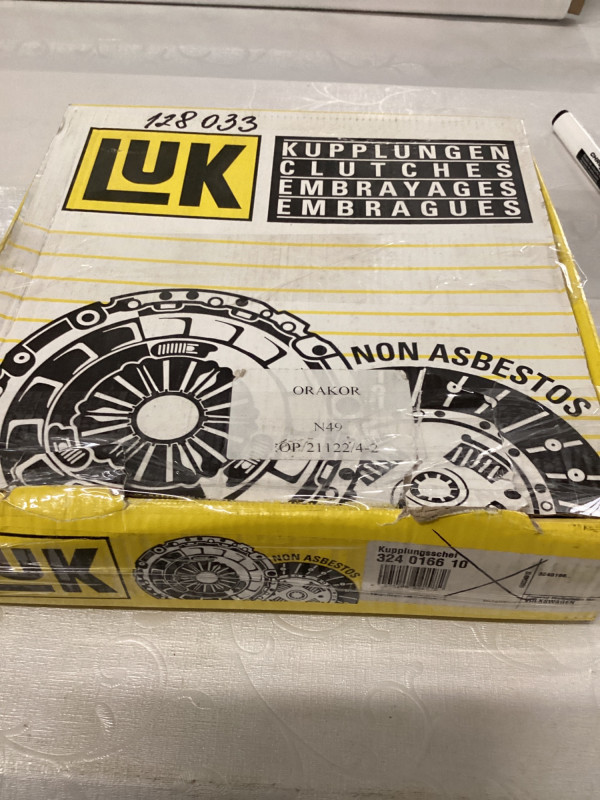 128 033
LUK
KUPPLUNGEN
CLUTCHES
EMBRAYAGES
EMBRAGUES
NON ASBESTOS
ORAKOR
N49
OP/21122/4-2
LUK
NON ASBESTOS
Kupplungsschei
324 0166 10
VOLKSWAGEN